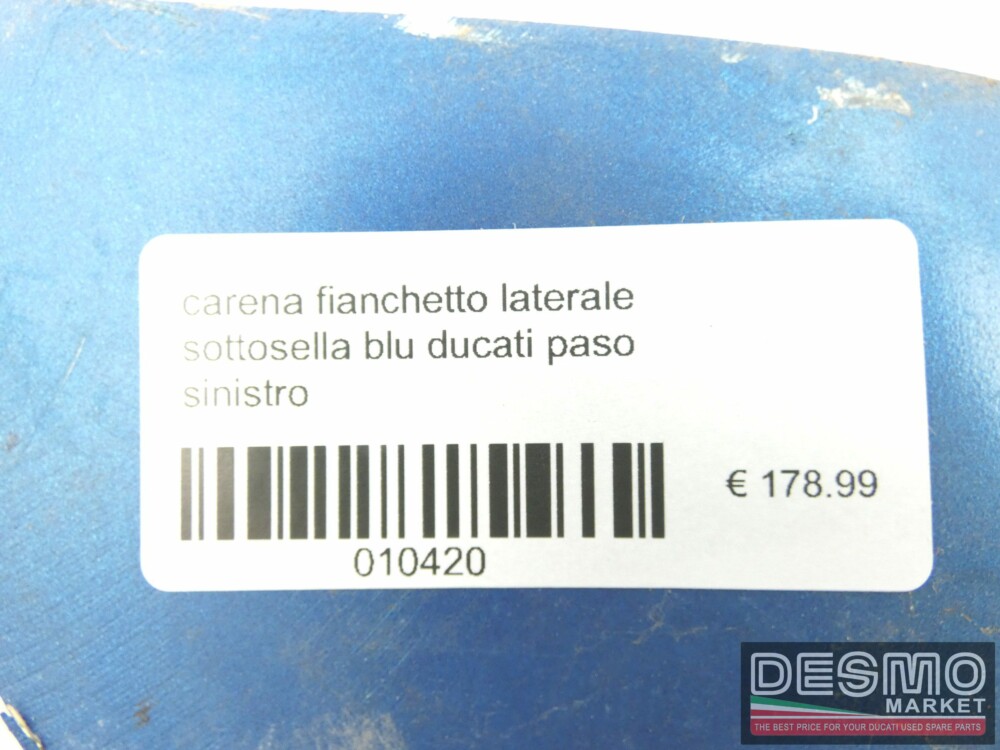 carena fianchetto laterale
sottosella blu ducati paso
sinistro
€ 178.99
010420
DESMO
MARKET
THE BEST PRICE FOR YOUR DUCATI USED SPARE PARTS